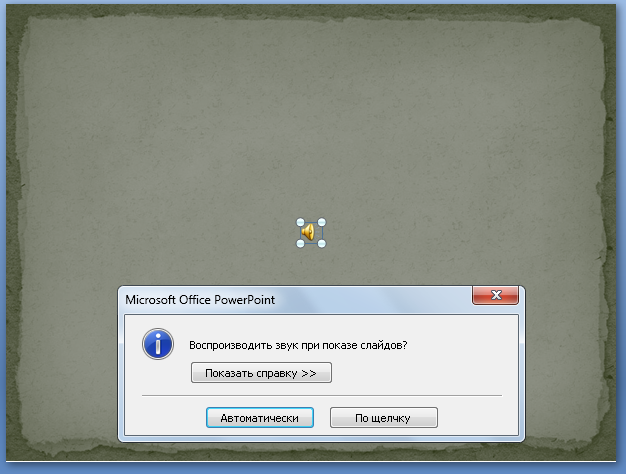 Microsoft Office PowerPoint
Воспроизводить звук при показе слайдов?
Показать справку >>
Автоматически
По щелчку